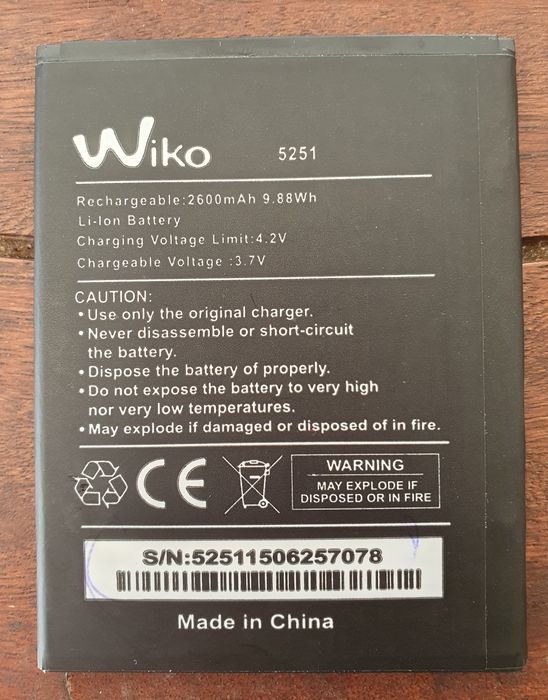 Wiko 5251
Rechargeable:2600mAh 9.88Wh
Li-Ion Battery
Charging Voltage Limit:4.2V
Chargeable Voltage :3.7V
CAUTION:
• Use only the original charger.
• Never disassemble or short-circuit
the battery.
• Dispose the battery of properly.
• Do not expose the battery to very high
nor very low temperatures.
• May explode if damaged or disposed of in fire.
CE
WARNING
MAY EXPLODE IF
DISPOSED OR IN FIRE
S/N:52511506257078
Made in China